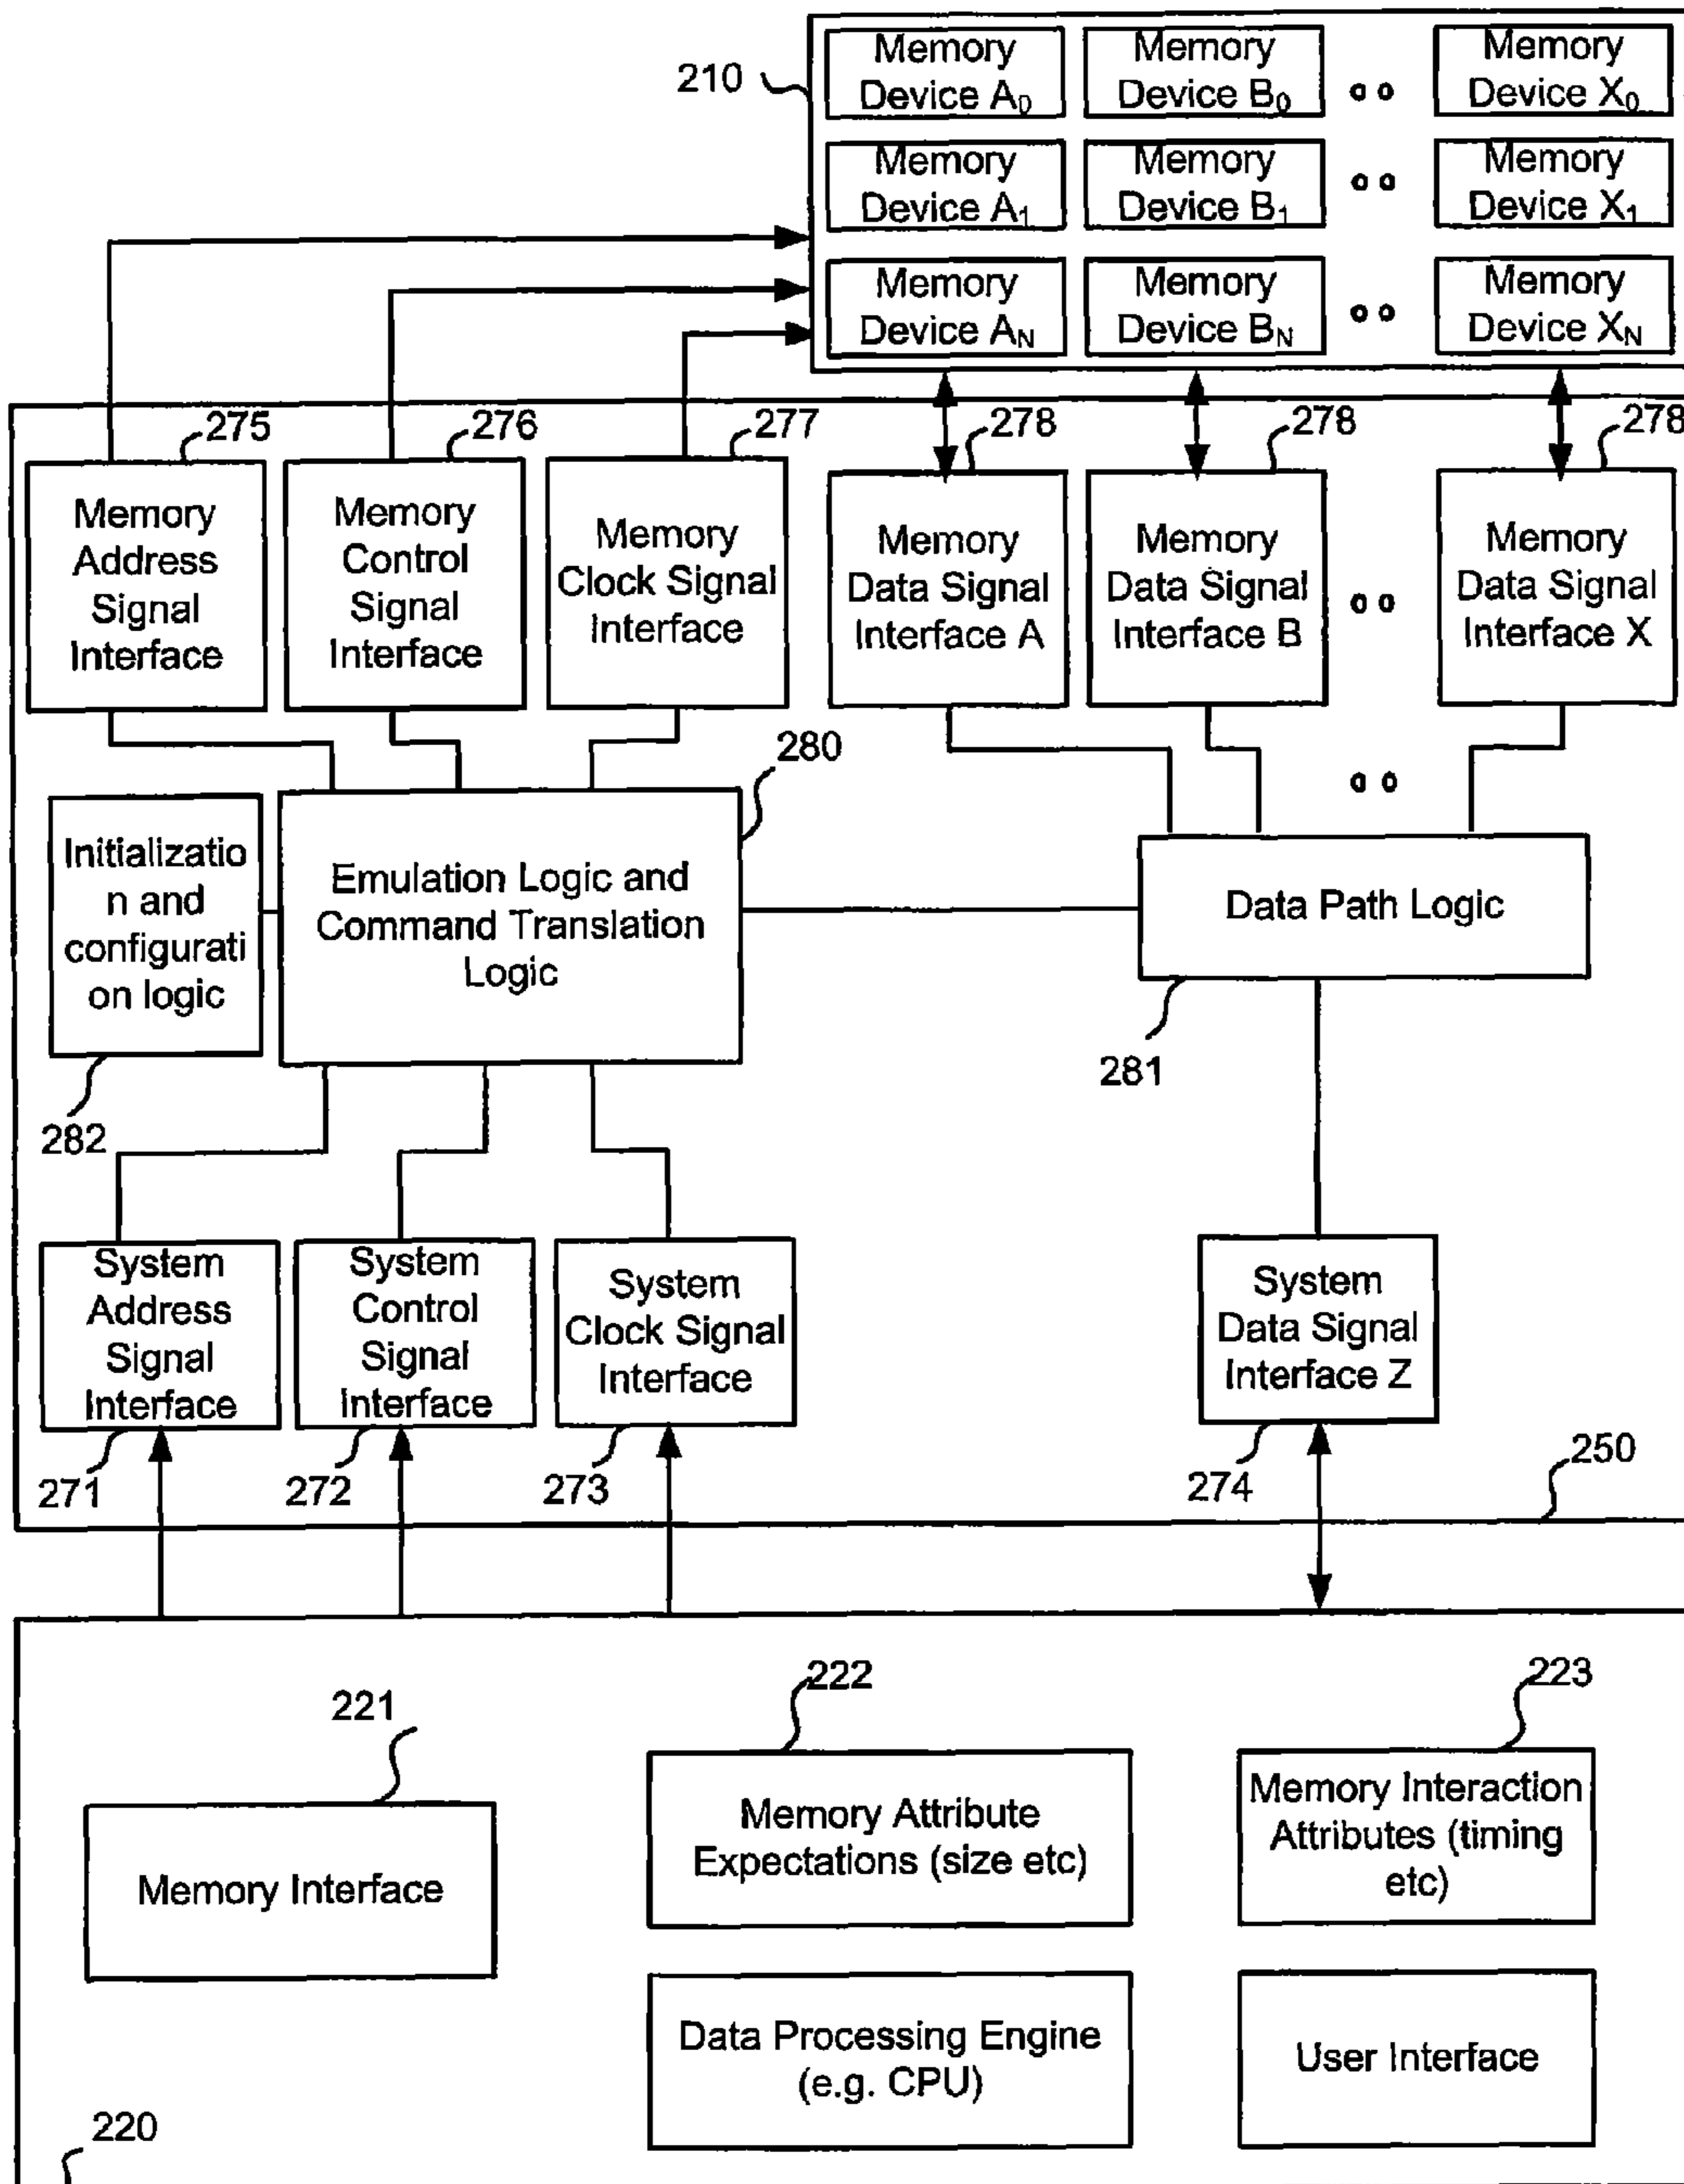 210
Memory
Device A0
Memory
Device B0
Memory
Device X0
Memory
Device A1
Memory
Device B1
Memory
Device X1
Memory
Device AN
Memory
Device BN
Memory
Device XN
275
276
277
278
278
278
Memory
Address
Signal
Interface
Memory
Control
Signal
Interface
Memory
Clock Signal
Interface
Memory
Data Signal
Interface A
Memory
Data Signal
Interface B
Memory
Data Signal
Interface X
280
Initializatio
n and
configurati
on logic
Emulation Logic and
Command Translation
Logic
Data Path Logic
282
281
System
Address
Signal
Interface
System
Control
Signal
Interface
System
Clock Signal
Interface
System
Data Signal
Interface Z
271
272
273
274
250
221
222
223
Memory Interface
Memory Attribute
Expectations (size etc)
Memory Interaction
Attributes (timing
etc)
Data Processing Engine
(e.g. CPU)
User Interface
220